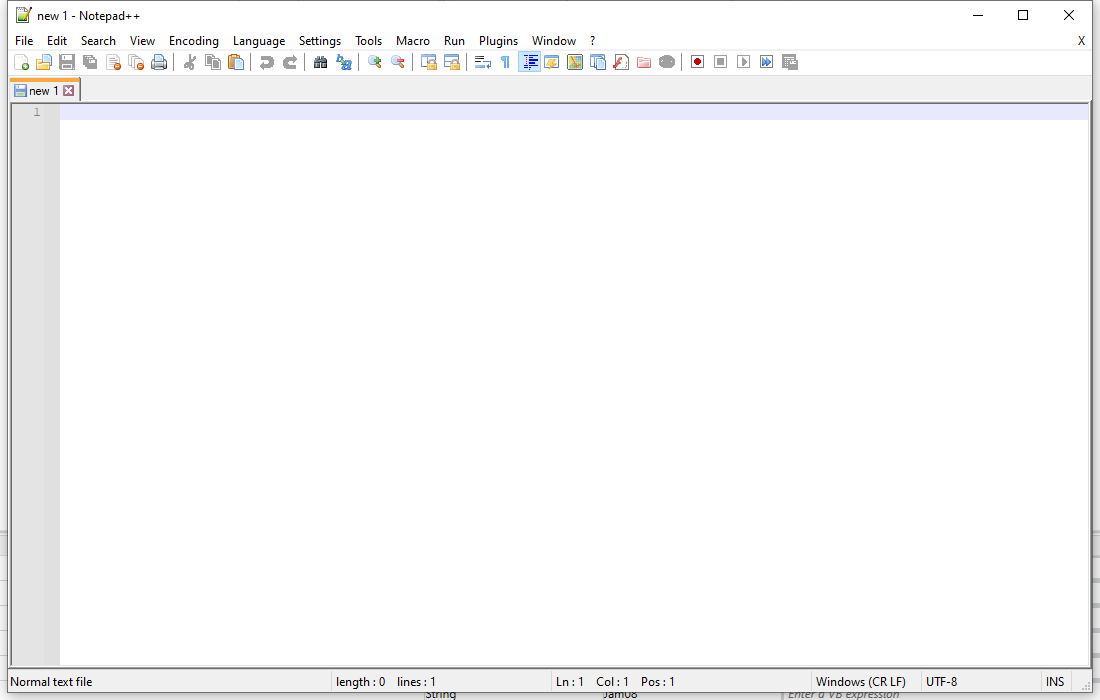 new 1 - Notepad++
File Edit Search View Encoding Language Settings Tools Macro Run Plugins Window ? X
new 1
1
Normal text file length : 0 lines : 1 Ln : 1 Col : 1 Pos : 1 Windows (CR LF) UTF-8 INS
String Jam08 Enter a VB expression